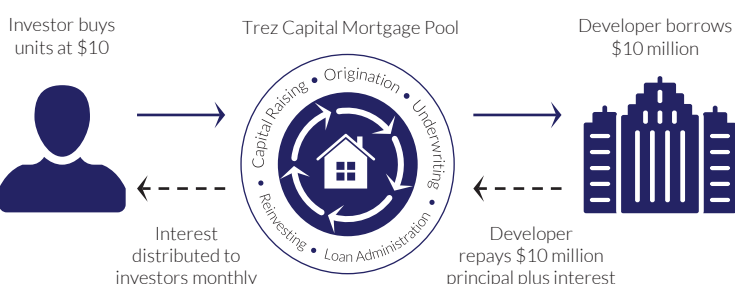 Investor buys
units at $10
Trez Capital Mortgage Pool
Developer borrows
$10 million
Capital Raising • Origination • Underwriting • Loan Administration • Reinvesting •
Interest
distributed to
investors monthly
Developer
repays $10 million
principal plus interest